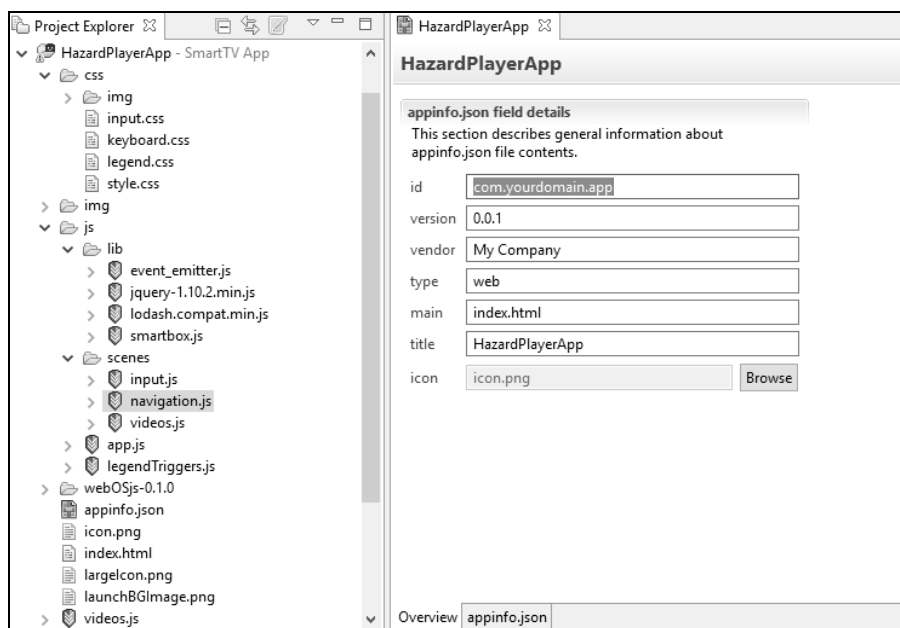 Project Explorer
HazardPlayerApp - SmartTV App
css
img
input.css
keyboard.css
legend.css
style.css
img
js
lib
event_emitter.js
jquery-1.10.2.min.js
lodash.compat.min.js
smartbox.js
scenes
input.js
navigation.js
videos.js
app.js
legendTriggers.js
webOSjs-0.1.0
appinfo.json
icon.png
index.html
largeIcon.png
launchBGImage.png
videos.js
HazardPlayerApp
HazardPlayerApp
appinfo.json field details
This section describes general information about
appinfo.json file contents.
id com.yourdomain.app
version 0.0.1
vendor My Company
type web
main index.html
title HazardPlayerApp
icon icon.png Browse
Overview appinfo.json